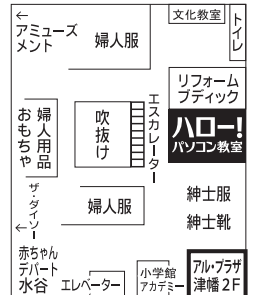 ←
アミューズ
メント
婦人服
文化教室
トイレ
リフォーム
ブティック
ハロー!
パソコン教室
吹抜け
エスカレーター
婦人用品
おもちゃ
ザ・ダイソー
←
婦人服
紳士服
紳士靴
赤ちゃん
デパート
水谷
エレベーター
小学館
アカデミー
アル・プラザ
津幡2F